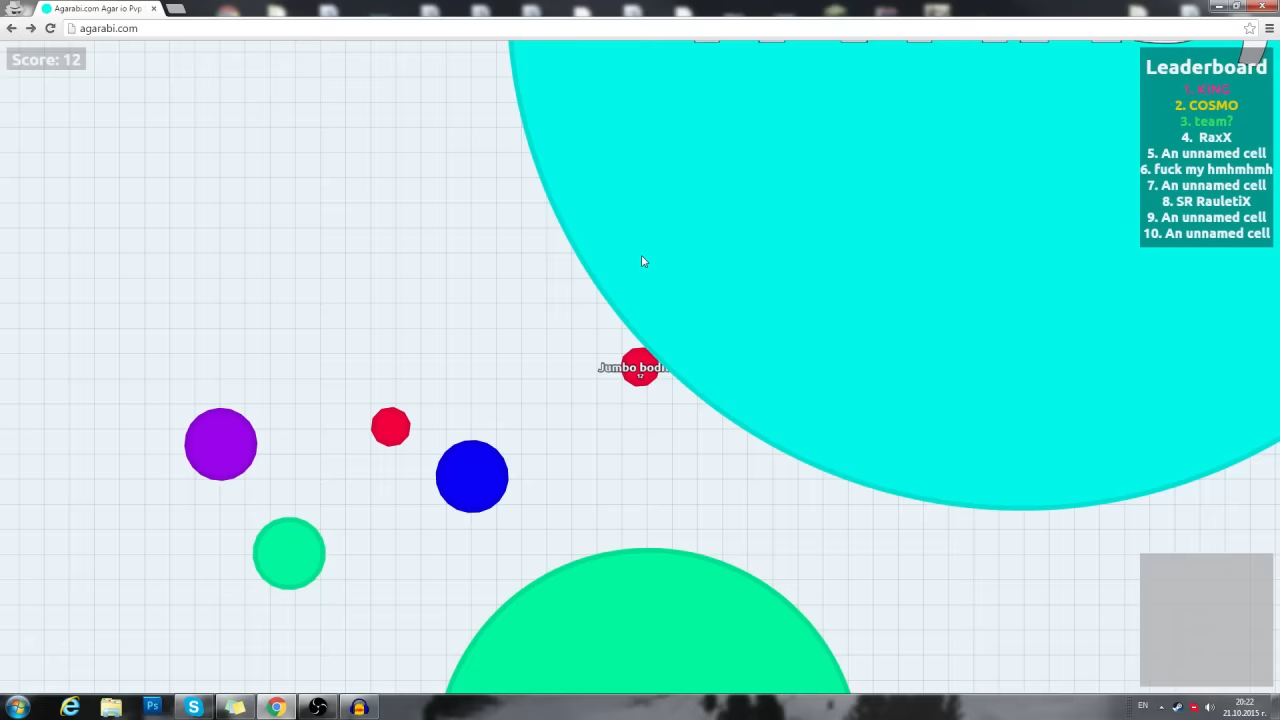 Agarabi.com Agar io Pvp
agarabi.com
Score: 12
Leaderboard
1. KING
2. COSMO
3. team?
4. RaxX
5. An unnamed cell
6. fuck my hmhmhmh
7. An unnamed cell
8. SR RauletiX
9. An unnamed cell
10. An unnamed cell
Jumbo bodi
12
EN
20:22
21.10.2015 г.